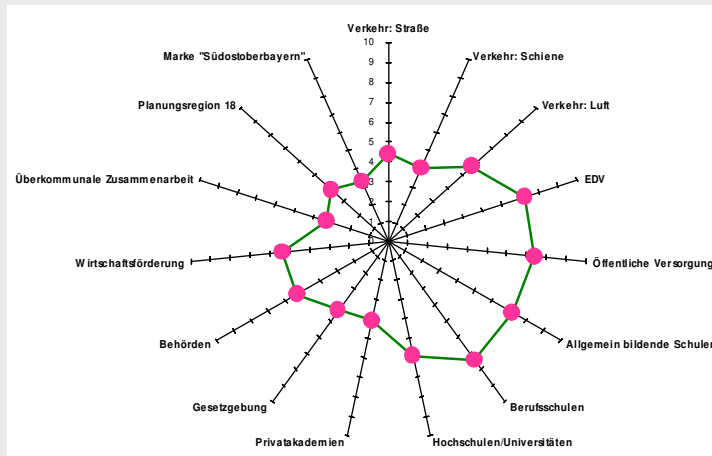 Verkehr: Straße
10
Marke "Südostoberbayern"
9
Verkehr: Schiene
8
7
Planungsregion 18
Verkehr: Luft
6
5
4
Überkommunale Zusammenarbeit
3
EDV
2
1
0
Wirtschaftsförderung
Öffentliche Versorgung
Behörden
Allgemein bildende Schulen
Gesetzgebung
Berufsschulen
Privatakademien
Hochschulen/Universitäten